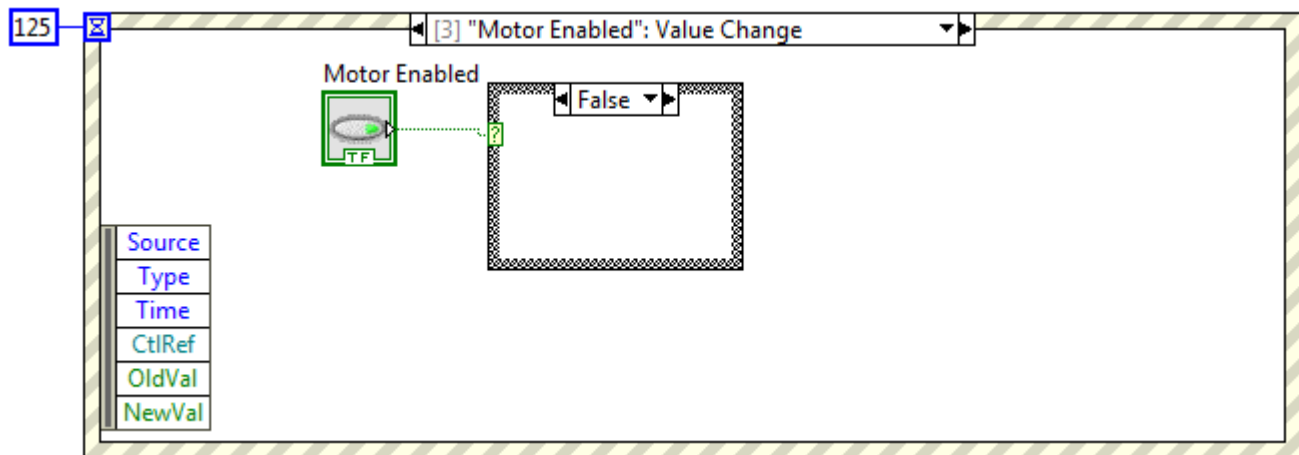 125
[3] "Motor Enabled": Value Change
Motor Enabled
False
?
TF
Source
Type
Time
CtlRef
OldVal
NewVal